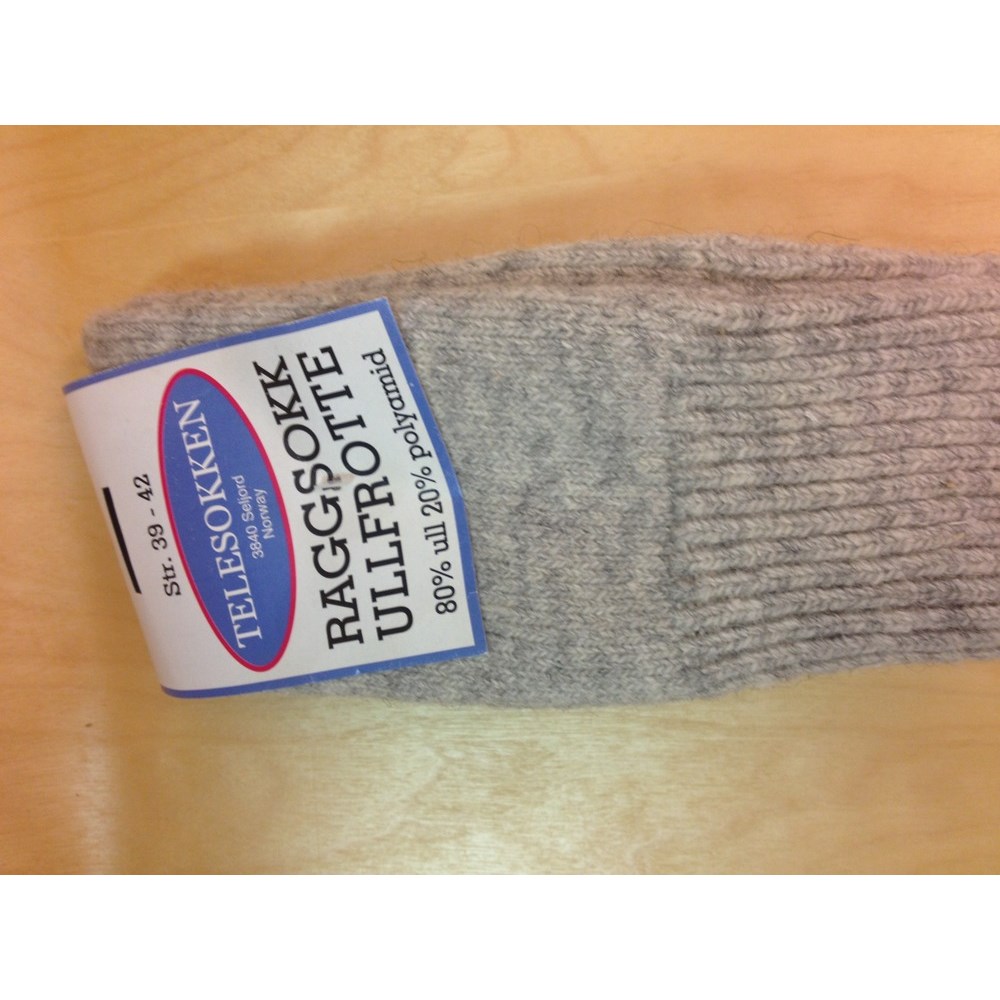 Str. 39 - 42
TELESOKKEN
3840 Seljord
Norway
RAGGSOKK
ULLFROTTE
80% ull 20% polyamid